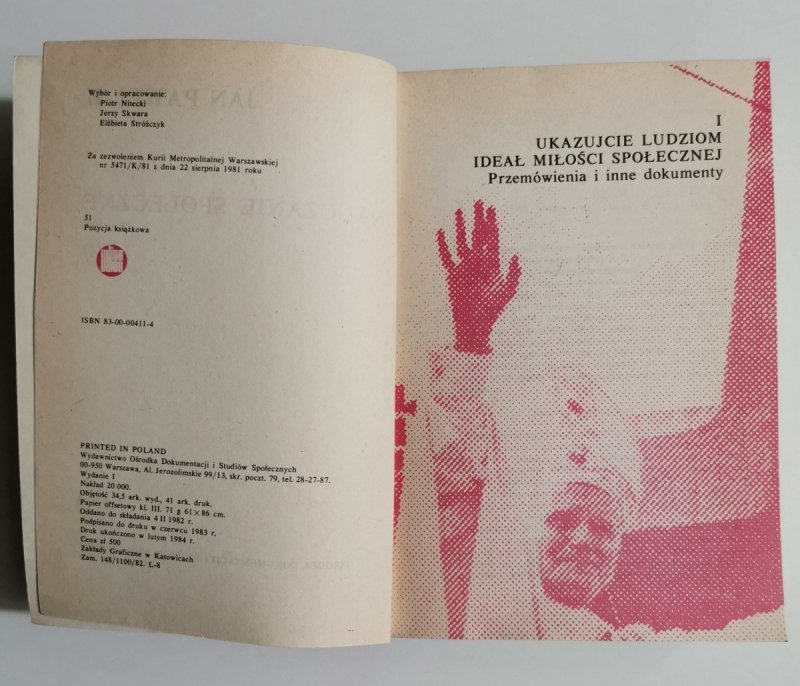 Wybór i opracowanie:
Piotr Nitecki
Jerzy Skwara
Elżbieta Stróżczyk
Za zezwoleniem Kurii Metropolitalnej Warszawskiej
nr 5471/K/81 z dnia 22 sierpnia 1981 roku
51
Pozycja książkowa
ISBN 83-00-00411-4
PRINTED IN POLAND
Wydawnictwo Ośrodka Dokumentacji i Studiów Społecznych
00-950 Warszawa, Al. Jerozolimskie 99/13, skr. poczt. 79, tel. 28-27-87.
Wydanie I
Nakład 20 000.
Objętość 34,5 ark. wyd., 41 ark. druk.
Papier offsetowy kl. III. 71 g 61×86 cm.
Oddano do składania 4 II 1982 r.
Podpisano do druku w czerwcu 1983 r.
Druk ukończono w lutym 1984 r.
Cena zł 500
Zakłady Graficzne w Katowicach
Zam. 148/1100/82. L-8
I
UKAZUJCIE LUDZIOM
IDEAŁ MIŁOŚCI SPOŁECZNEJ
Przemówienia i inne dokumenty